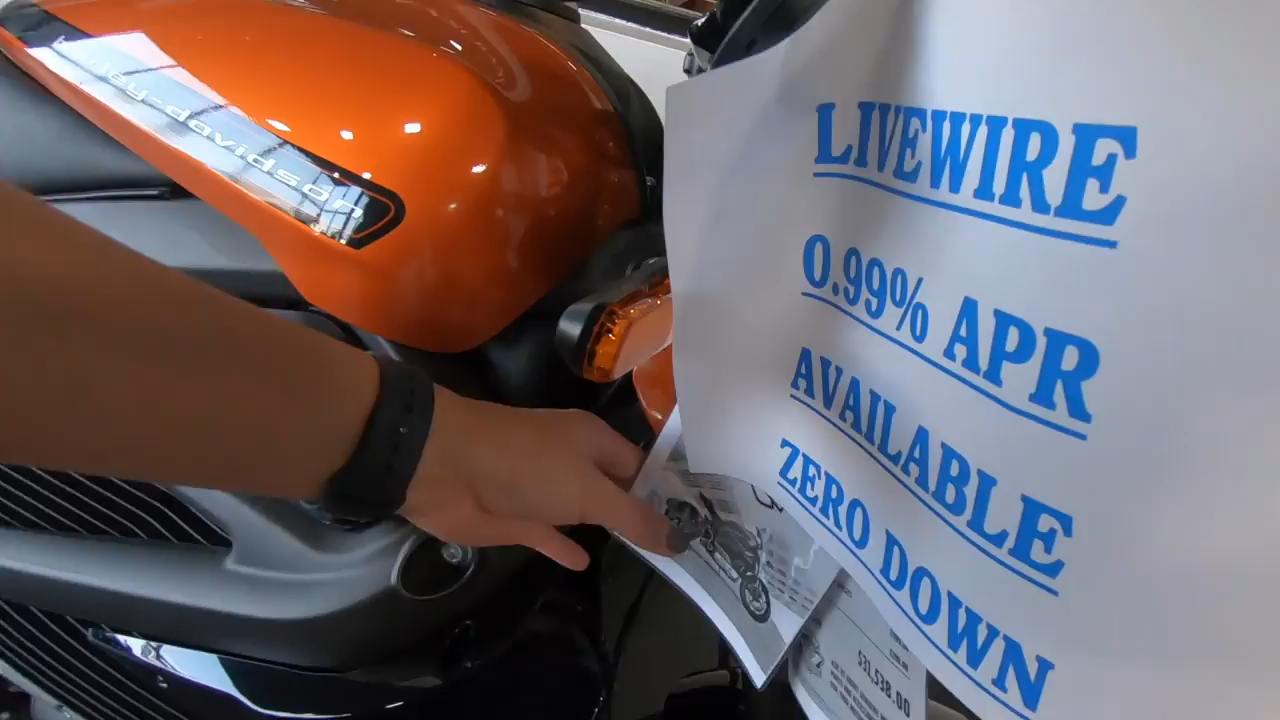 harley-davidson
LIVEWIRE
0.99% APR
AVAILABLE
ZERO DOWN
$31,538.00